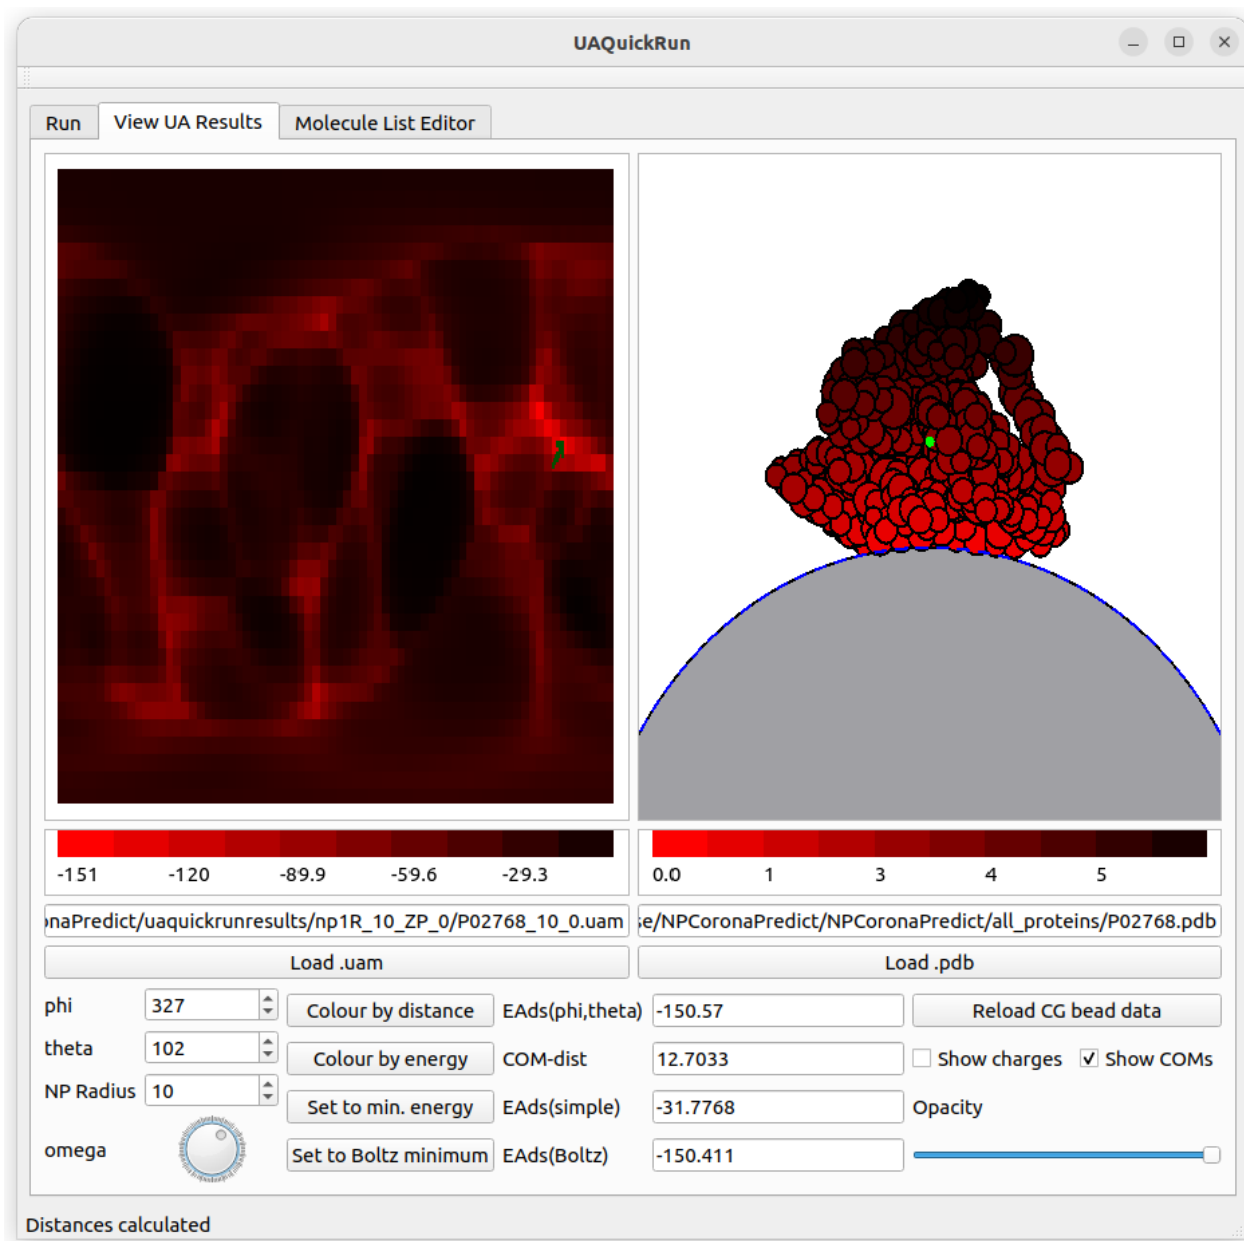 UAQuickRun
Run View UA Results Molecule List Editor
-151 -120 -89.9 -59.6 -29.3
0.0 1 3 4 5
onaPredict/uaquickrunresults/np1R_10_ZP_0/P02768_10_0.uam
se/NPCoronaPredict/NPCoronaPredict/all_proteins/P02768.pdb
Load .uam
Load .pdb
phi 327 Colour by distance EAds(phi,theta) -150.57 Reload CG bead data
theta 102 Colour by energy COM-dist 12.7033 Show charges Show COMs
NP Radius 10 Set to min. energy EAds(simple) -31.7768 Opacity
omega Set to Boltz minimum EAds(Boltz) -150.411
Distances calculated